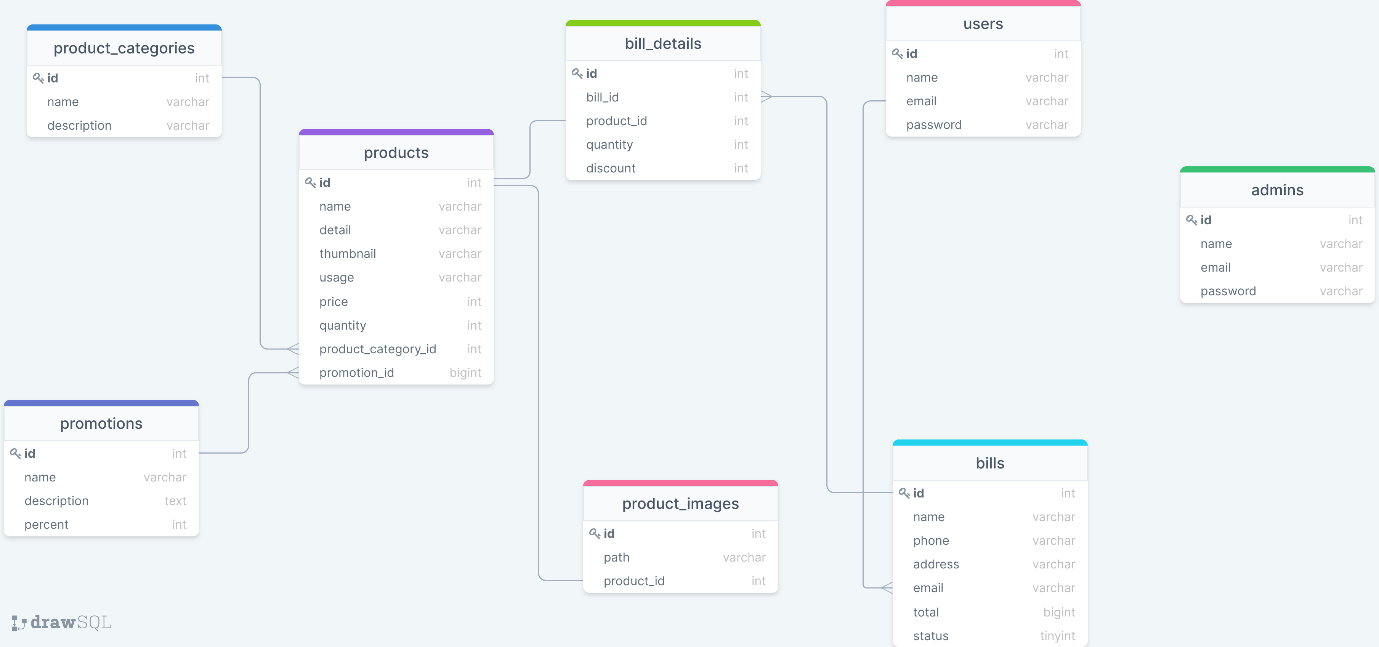 product_categories
id int
name varchar
description varchar
products
id int
name varchar
detail varchar
thumbnail varchar
usage varchar
price int
quantity int
product_category_id int
promotion_id bigint
promotions
id int
name varchar
description text
percent int
bill_details
id int
bill_id int
product_id int
quantity int
discount int
product_images
id int
path varchar
product_id int
users
id int
name varchar
email varchar
password varchar
admins
id int
name varchar
email varchar
password varchar
bills
id int
name varchar
phone varchar
address varchar
email varchar
total bigint
status tinyint
drawSQL